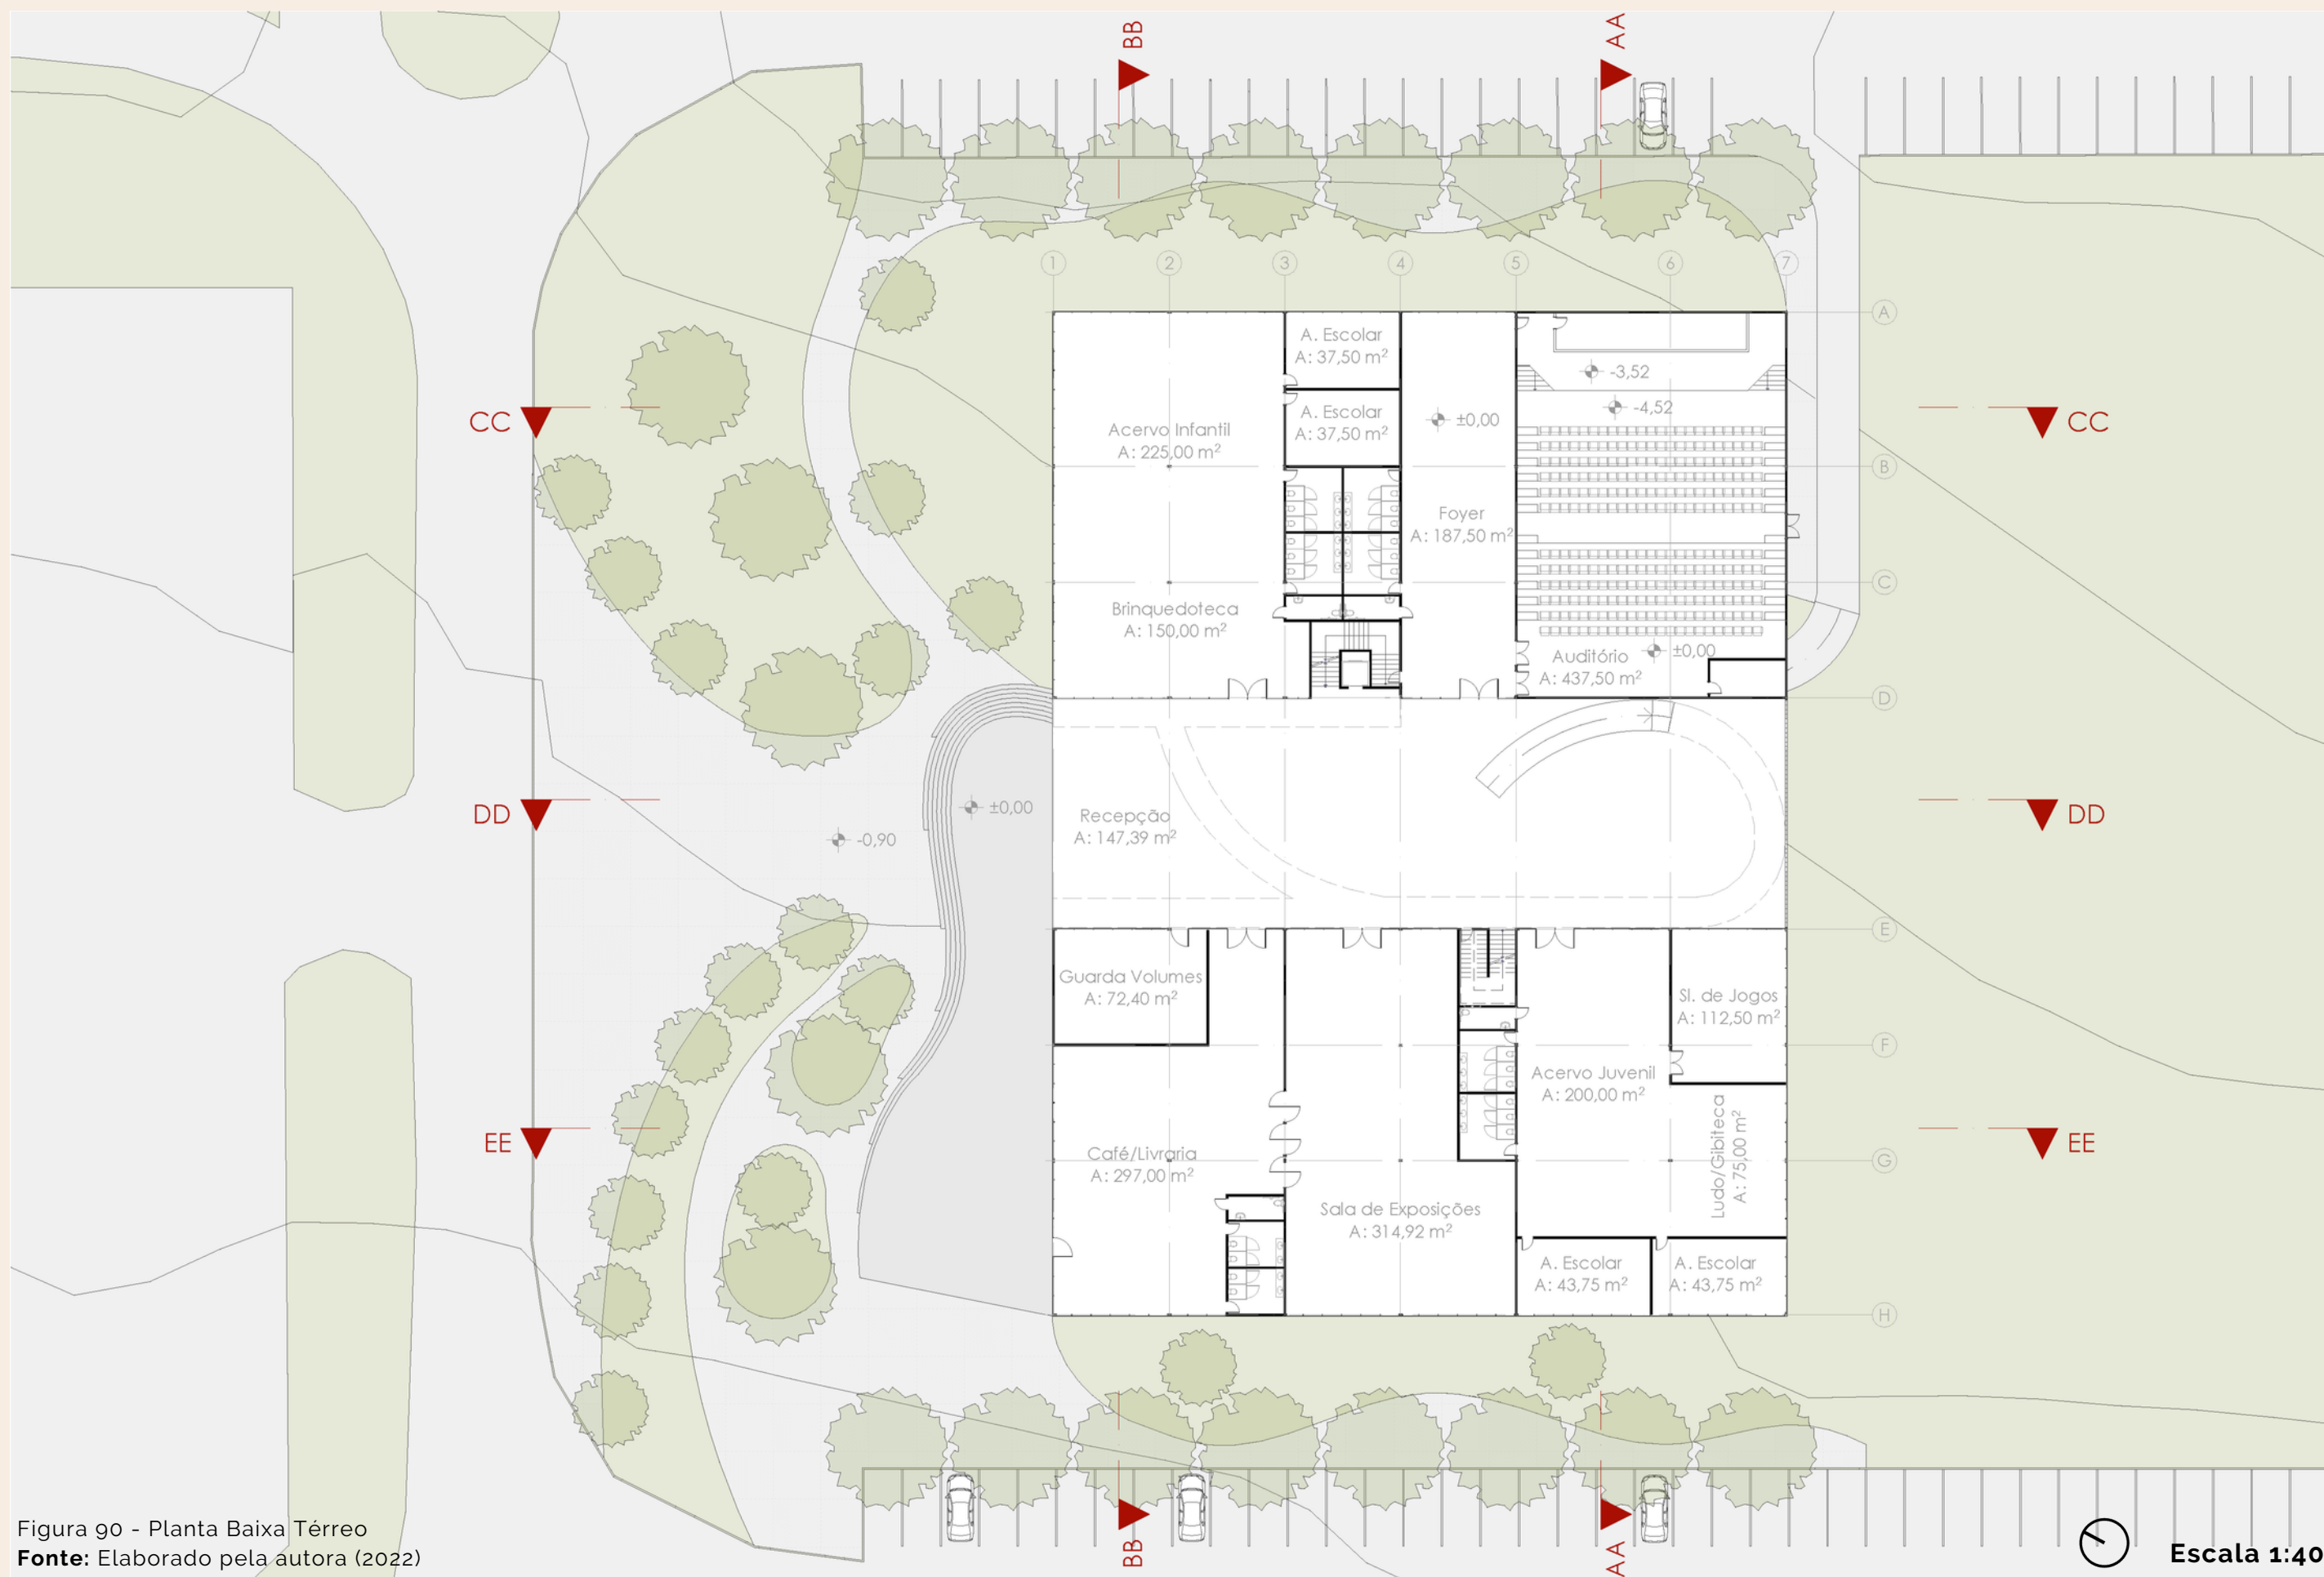 BB
AA
1
2
3
4
5
6
7
A
A. Escolar
A: 37,50 m²
-3,52
-4,52
CC
CC
A. Escolar
A: 37,50 m²
±0,00
Acervo Infantil
A: 225,00 m²
B
Foyer
A: 187,50 m²
C
Brinquedoteca
A: 150,00 m²
±0,00
Auditório
A: 437,50 m²
D
DD
DD
±0,00
-0,90
Recepção
A: 147,39 m²
E
Guarda Volumes
A: 72,40 m²
Sl. de Jogos
A: 112,50 m²
F
Acervo Juvenil
A: 200,00 m²
EE
EE
Café/Livraria
A: 297,00 m²
Ludo/Gibiteca
A: 75,00 m²
G
Sala de Exposições
A: 314,92 m²
A. Escolar
A: 43,75 m²
A. Escolar
A: 43,75 m²
H
BB
AA
Figura 90 - Planta Baixa Térreo
Fonte: Elaborado pela autora (2022)
Escala 1:40